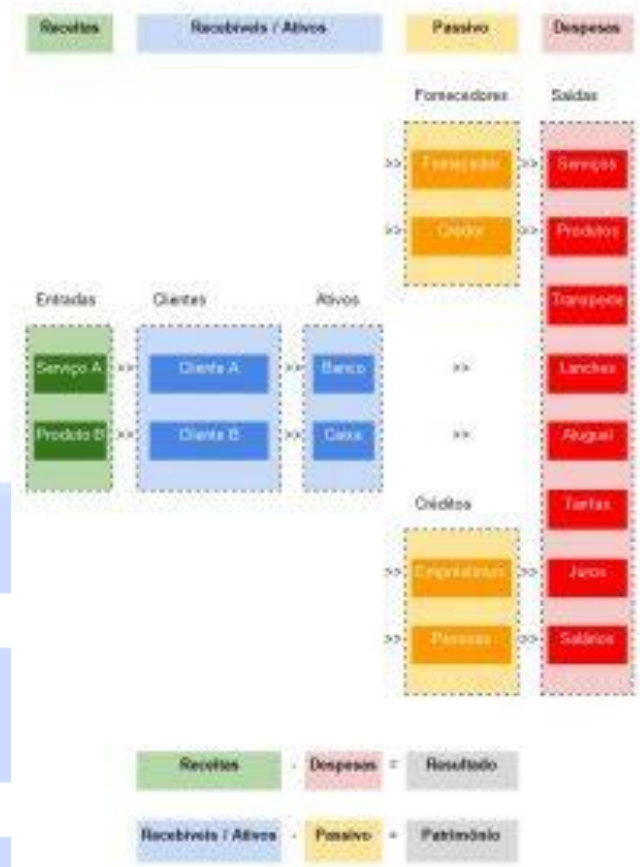 Receitas Recebíveis / Ativos Passivo Despesas
Fornecedores Saídas
>> Fornecedor >> Serviços
>> Credor >> Produtos
Entradas Clientes Ativos Transporte
Serviço A >> Cliente A >> Banco >> Lanches
Produto B >> Cliente B >> Caixa >> Aluguel
Créditos Tarifas
>> Empréstimos >> Juros
>> Pessoas >> Salários
Receitas - Despesas = Resultado
Recebíveis / Ativos - Passivo = Patrimônio